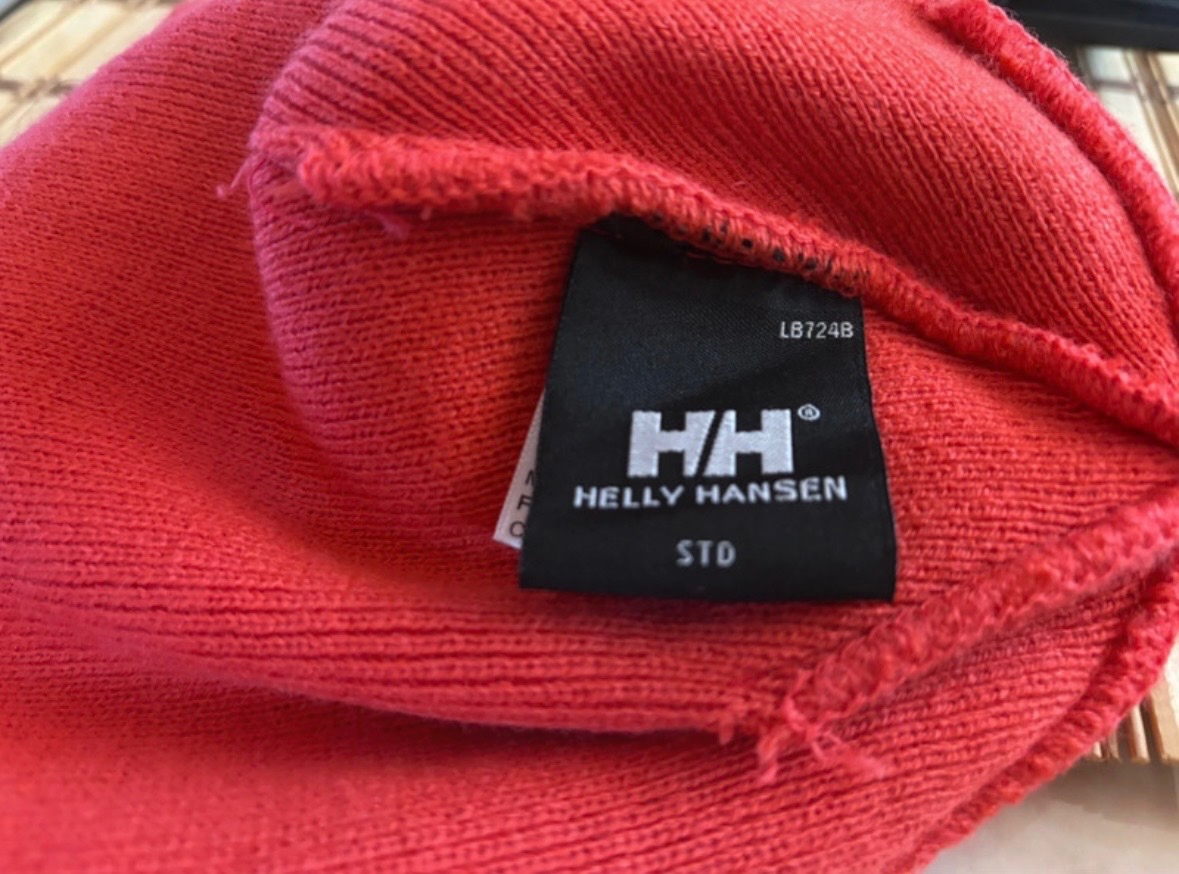 LB724B
HH®
HELLY HANSEN
STD